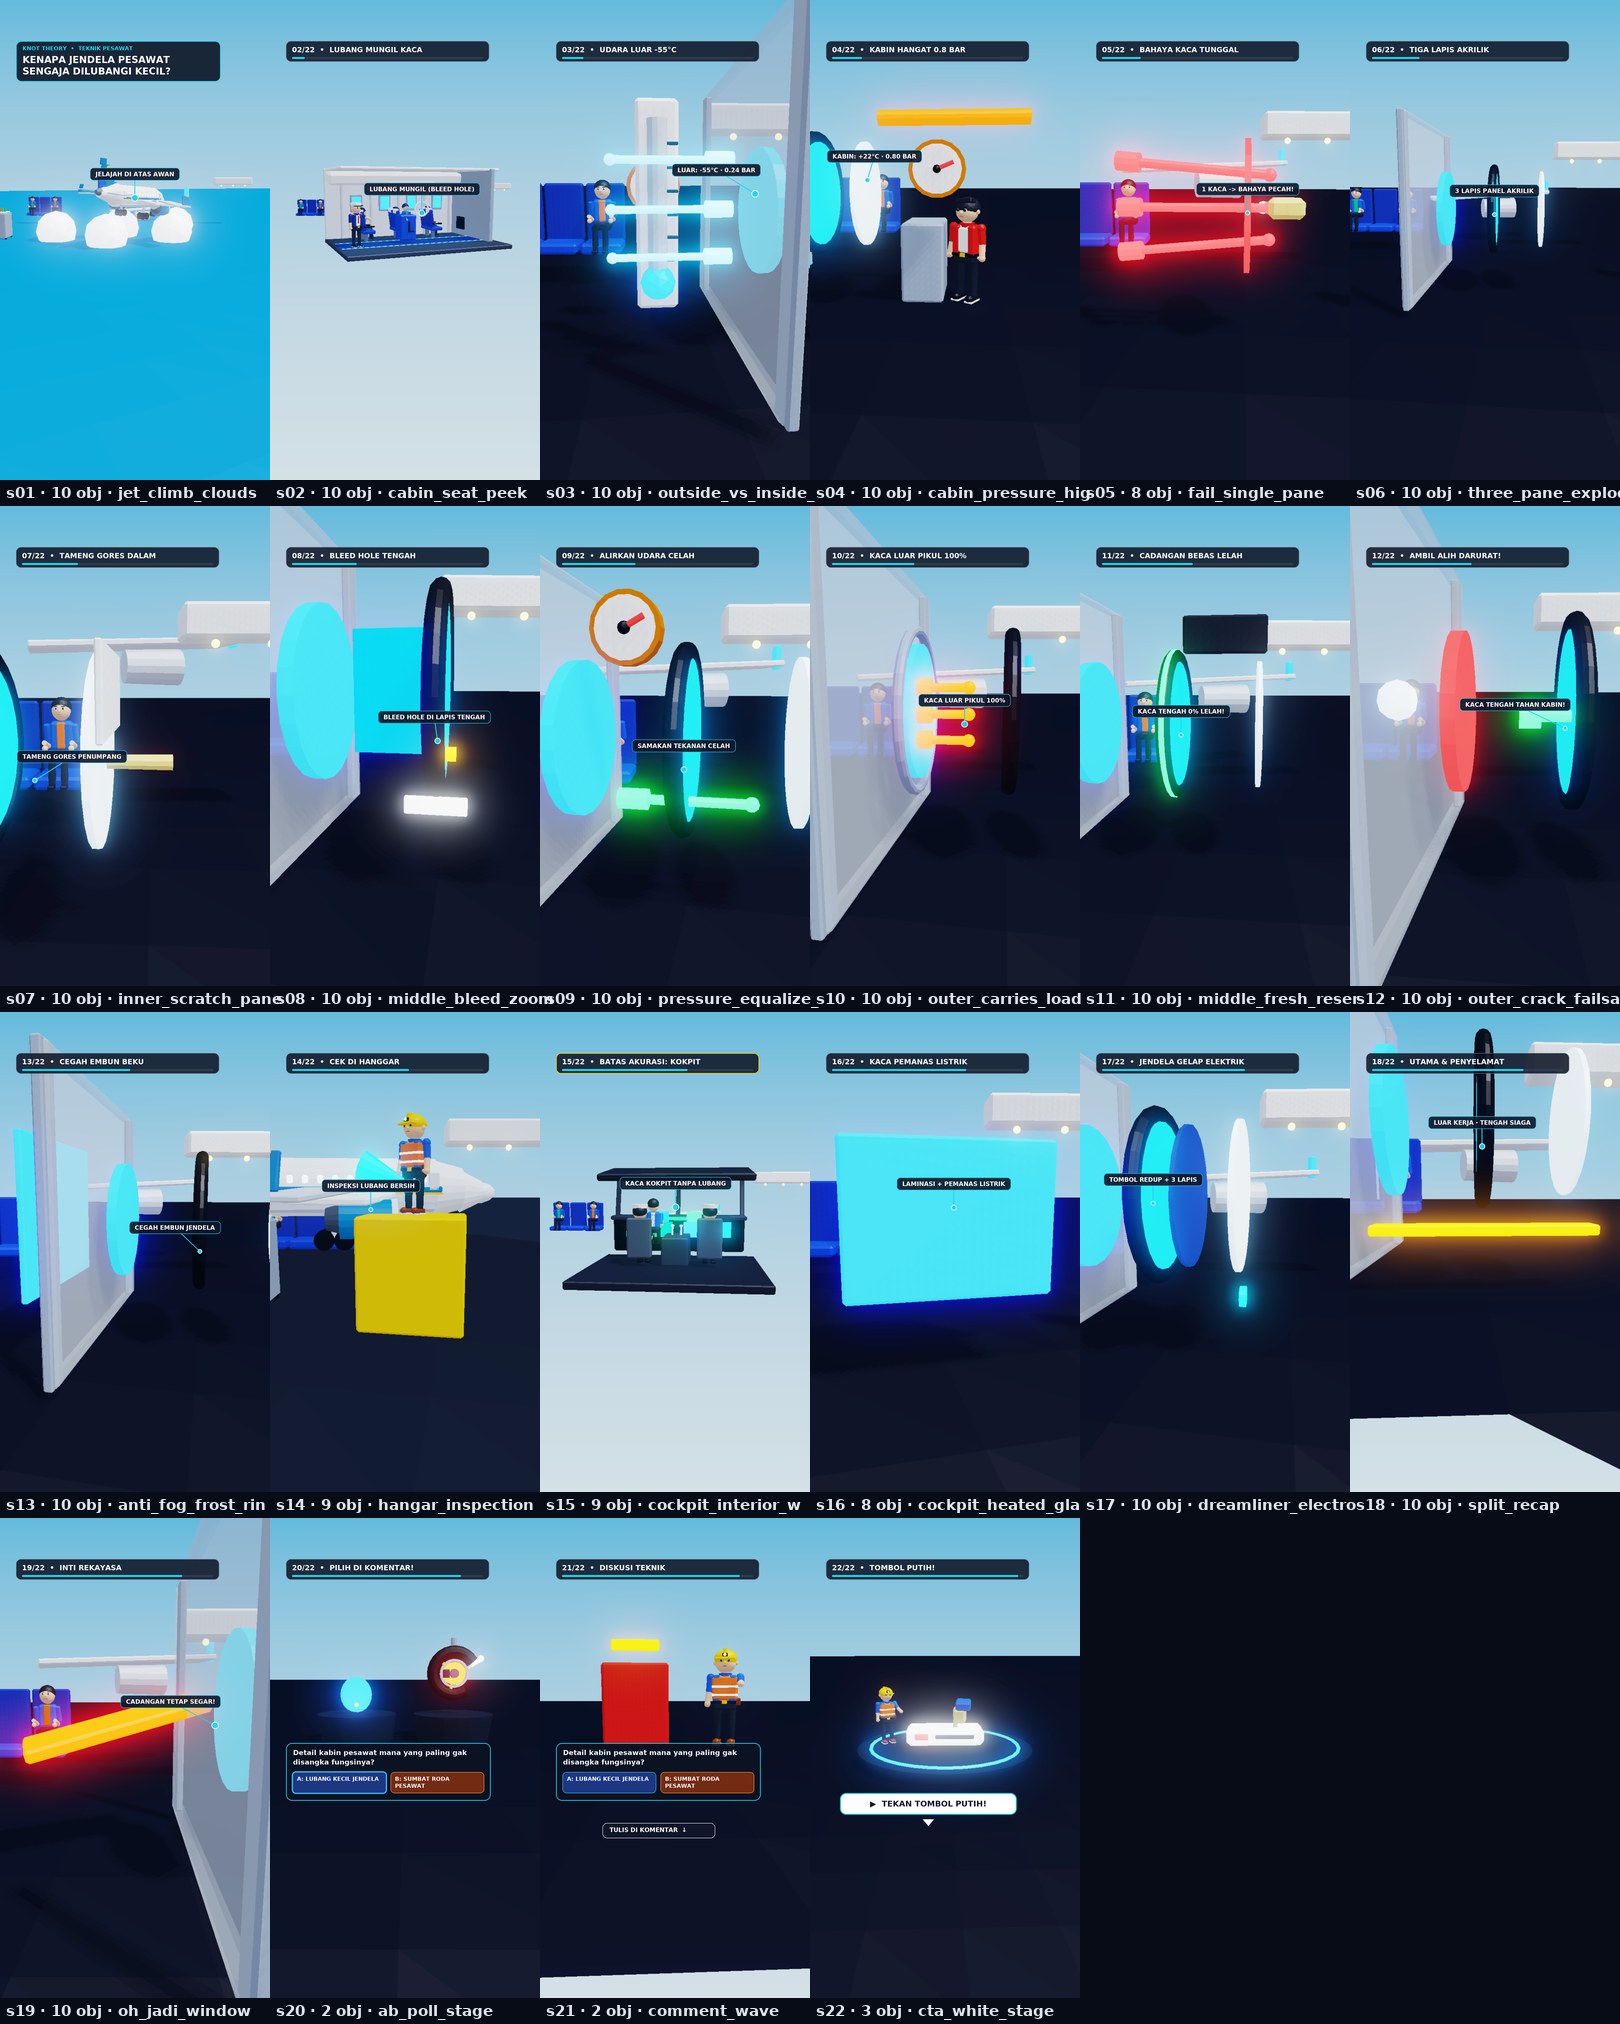 KNOT THEORY • TEKNIK PESAWAT
KENAPA JENDELA PESAWAT
SENGAJA DILUBANGI KECIL?
JELAJAH DI ATAS AWAN
s01 · 10 obj · jet_climb_clouds
02/22 • LUBANG MUNGIL KACA
LUBANG MUNGIL (BLEED HOLE)
s02 · 10 obj · cabin_seat_peek
03/22 • UDARA LUAR -55°C
LUAR: -55°C · 0.24 BAR
s03 · 10 obj · outside_vs_inside_
04/22 • KABIN HANGAT 0.8 BAR
KABIN: +22°C · 0.80 BAR
s04 · 10 obj · cabin_pressure_hig
05/22 • BAHAYA KACA TUNGGAL
1 KACA -> BAHAYA PECAH!
s05 · 8 obj · fail_single_pane
06/22 • TIGA LAPIS AKRILIK
3 LAPIS PANEL AKRILIK
s06 · 10 obj · three_pane_explo
07/22 • TAMENG GORES DALAM
TAMENG GORES PENUMPANG
s07 · 10 obj · inner_scratch_pane
08/22 • BLEED HOLE TENGAH
BLEED HOLE DI LAPIS TENGAH
s08 · 10 obj · middle_bleed_zoom
09/22 • ALIRKAN UDARA CELAH
SAMAKAN TEKANAN CELAH
s09 · 10 obj · pressure_equalize_
10/22 • KACA LUAR PIKUL 100%
KACA LUAR PIKUL 100%
s10 · 10 obj · outer_carries_load
11/22 • CADANGAN BEBAS LELAH
KACA TENGAH 0% LELAH!
s11 · 10 obj · middle_fresh_reser
12/22 • AMBIL ALIH DARURAT!
KACA TENGAH TAHAN KABIN!
s12 · 10 obj · outer_crack_failsa
13/22 • CEGAH EMBUN BEKU
CEGAH EMBUN JENDELA
s13 · 10 obj · anti_fog_frost_rin
14/22 • CEK DI HANGGAR
INSPEKSI LUBANG BERSIH
s14 · 9 obj · hangar_inspection
15/22 • BATAS AKURASI: KOKPIT
KACA KOKPIT TANPA LUBANG
s15 · 9 obj · cockpit_interior_w
16/22 • KACA PEMANAS LISTRIK
LAMINASI + PEMANAS LISTRIK
s16 · 8 obj · cockpit_heated_gla
17/22 • JENDELA GELAP ELEKTRIK
TOMBOL REDUP + 3 LAPIS
s17 · 10 obj · dreamliner_electro
18/22 • UTAMA & PENYELAMAT
LUAR KERJA · TENGAH SIAGA
s18 · 10 obj · split_recap
19/22 • INTI REKAYASA
CADANGAN TETAP SEGAR!
s19 · 10 obj · oh_jadi_window
20/22 • PILIH DI KOMENTAR!
Detail kabin pesawat mana yang paling gak
disangka fungsinya?
A: LUBANG KECIL JENDELA
B: SUMBAT RODA
PESAWAT
s20 · 2 obj · ab_poll_stage
21/22 • DISKUSI TEKNIK
Detail kabin pesawat mana yang paling gak
disangka fungsinya?
A: LUBANG KECIL JENDELA
B: SUMBAT RODA
PESAWAT
TULIS DI KOMENTAR ↓
s21 · 2 obj · comment_wave
22/22 • TOMBOL PUTIH!
▶ TEKAN TOMBOL PUTIH!
s22 · 3 obj · cta_white_stage